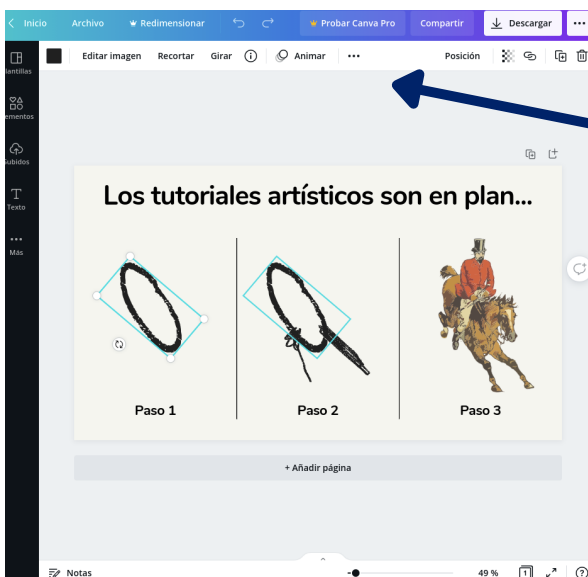 Inicio Archivo Redimensionar Probar Canva Pro Compartir Descargar
Editar imagen Recortar Girar Animar Posición
lantillas
ementos
Subidos
Texto
Más
Los tutoriales artísticos son en plan...
Paso 1 Paso 2 Paso 3
+ Añadir página
Notas 49 % 1